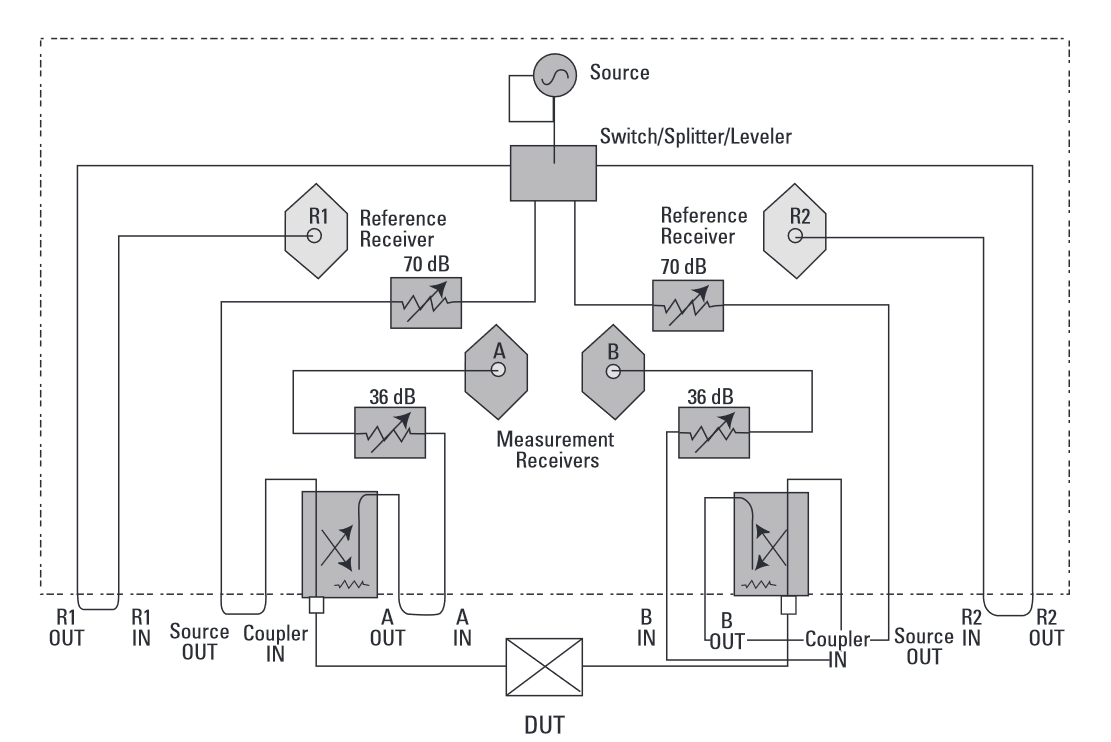 Source
Switch/Splitter/Leveler
R1
Reference
Receiver
Reference
Receiver
R2
70 dB
70 dB
A
B
36 dB
36 dB
Measurement
Receivers
R1
OUT
R1
IN
Source
OUT
Coupler
IN
A
OUT
A
IN
B
IN
B
OUT
Coupler
IN
Source
OUT
R2
IN
R2
OUT
DUT